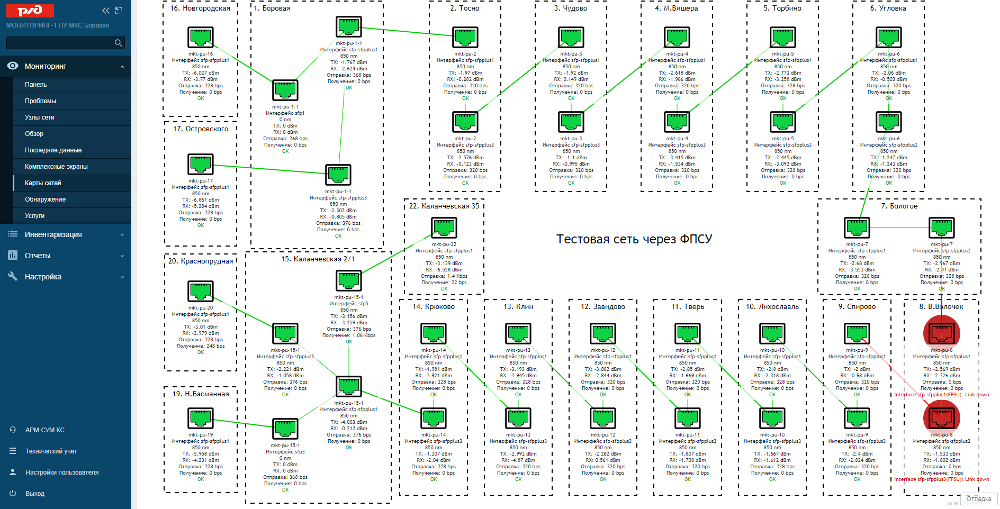 РЖД
МОНИТОРИНГ-1 ПУ МКС Боровая
Мониторинг
Панель
Проблемы
Узлы сети
Обзор
Последние данные
Комплексные экраны
Карты сетей
Обнаружение
Услуги
Инвентаризация
Отчеты
Настройка
АРМ СУМ КС
Технический учет
Настройки пользователя
Выход
16. Новгородская
mkt-pu-16
Интерфейс sfp-sfpplus1
850 nm
TX: -6.027 dBm
RX: -3.77 dBm
Отправка: 328 bps
Получение: 0 bps
OK
17. Островского
mkt-pu-17
Интерфейс sfp-sfpplus1
850 nm
TX: -6.861 dBm
RX: -5.284 dBm
Отправка: 328 bps
Получение: 0 bps
OK
20. Краснопрудная
mkt-pu-20
Интерфейс sfp-sfpplus1
850 nm
TX: -3.01 dBm
RX: -3.979 dBm
Отправка: 328 bps
Получение: 248 bps
OK
19. Н.Басманная
mkt-pu-19
Интерфейс sfp-sfpplus1
850 nm
TX: -5.958 dBm
RX: -4.231 dBm
Отправка: 328 bps
Получение: 0 bps
OK
1. Боровая
mkt-pu-1-1
Интерфейс sfp-sfpplus1
850 nm
TX: -1.767 dBm
RX: -2.624 dBm
Отправка: 368 bps
Получение: 0 bps
OK
mkt-pu-1-1
Интерфейс sfp1
0 nm
TX: 0 dBm
RX: 0 dBm
Отправка: 368 bps
Получение: 0 bps
OK
mkt-pu-1-1
Интерфейс sfp-sfpplus3
850 nm
TX: -2.302 dBm
RX: -0.805 dBm
Отправка: 376 bps
Получение: 0 bps
OK
15. Каланчевская 2/1
mkt-pu-15-1
Интерфейс sfp5
850 nm
TX: -3.156 dBm
RX: -3.259 dBm
Отправка: 376 bps
Получение: 1.06 Kbps
OK
mkt-pu-15-1
Интерфейс sfp-sfpplus3
850 nm
TX: -2.221 dBm
RX: -1.058 dBm
Отправка: 376 bps
Получение: 0 bps
OK
mkt-pu-15-1
Интерфейс sfp-sfpplus1
850 nm
TX: -4.003 dBm
RX: -0.212 dBm
Отправка: 376 bps
Получение: 0 bps
OK
mkt-pu-15-1
Интерфейс sfp3
0 nm
TX: 0 dBm
RX: 0 dBm
Отправка: 368 bps
Получение: 0 bps
OK
2. Тосно
mkt-pu-2
Интерфейс sfp-sfpplus1
850 nm
TX: -1.97 dBm
RX: -0.282 dBm
Отправка: 320 bps
Получение: 0 bps
OK
mkt-pu-2
Интерфейс sfp-sfpplus3
850 nm
TX: -2.576 dBm
RX: -0.123 dBm
Отправка: 320 bps
Получение: 0 bps
OK
3. Чудово
mkt-pu-3
Интерфейс sfp-sfpplus1
850 nm
TX: -1.92 dBm
RX: 0.149 dBm
Отправка: 320 bps
Получение: 0 bps
OK
mkt-pu-3
Интерфейс sfp-sfpplus3
850 nm
TX: -1.1 dBm
RX: -0.995 dBm
Отправка: 320 bps
Получение: 0 bps
OK
4. М.Вишера
mkt-pu-4
Интерфейс sfp-sfpplus1
850 nm
TX: -2.618 dBm
RX: -1.986 dBm
Отправка: 320 bps
Получение: 0 bps
OK
mkt-pu-4
Интерфейс sfp-sfpplus3
850 nm
TX: -3.415 dBm
RX: -1.534 dBm
Отправка: 320 bps
Получение: 0 bps
OK
5. Торбино
mkt-pu-5
Интерфейс sfp-sfpplus1
850 nm
TX: -2.773 dBm
RX: -3.258 dBm
Отправка: 328 bps
Получение: 0 bps
OK
mkt-pu-5
Интерфейс sfp-sfpplus3
850 nm
TX: -2.445 dBm
RX: -3.092 dBm
Отправка: 328 bps
Получение: 0 bps
OK
6. Угловка
mkt-pu-6
Интерфейс sfp-sfpplus1
850 nm
TX: -2.06 dBm
RX: -0.503 dBm
Отправка: 320 bps
Получение: 0 bps
OK
mkt-pu-6
Интерфейс sfp-sfpplus3
850 nm
TX: -1.247 dBm
RX: -1.243 dBm
Отправка: 320 bps
Получение: 0 bps
OK
22. Каланчевская 35
mkt-pu-22
Интерфейс sfp-sfpplus1
850 nm
TX: -3.139 dBm
RX: -6.528 dBm
Отправка: 1.4 Kbps
Получение: 32 bps
OK
Тестовая сеть через ФПСУ
7. Бологое
mkt-pu-7
Интерфейс sfp-sfpplus1
850 nm
TX: -2.68 dBm
RX: -3.553 dBm
Отправка: 328 bps
Получение: 0 bps
OK
mkt-pu-7
Интерфейс sfp-sfpplus3
850 nm
TX: -2.967 dBm
RX: -2.41 dBm
Отправка: 328 bps
Получение: 0 bps
OK
14. Крюково
mkt-pu-14
Интерфейс sfp-sfpplus1
850 nm
TX: -1.981 dBm
RX: -3.921 dBm
Отправка: 328 bps
Получение: 0 bps
OK
mkt-pu-14
Интерфейс sfp-sfpplus3
850 nm
TX: -1.307 dBm
RX: -2.04 dBm
Отправка: 328 bps
Получение: 0 bps
OK
13. Клин
mkt-pu-13
Интерфейс sfp-sfpplus1
850 nm
TX: -3.193 dBm
RX: -3.945 dBm
Отправка: 328 bps
Получение: 0 bps
OK
mkt-pu-13
Интерфейс sfp-sfpplus3
850 nm
TX: -2.992 dBm
RX: -4.87 dBm
Отправка: 320 bps
Получение: 0 bps
OK
12. Завидово
mkt-pu-12
Интерфейс sfp-sfpplus1
850 nm
TX: -3.082 dBm
RX: -2.844 dBm
Отправка: 320 bps
Получение: 0 bps
OK
mkt-pu-12
Интерфейс sfp-sfpplus3
850 nm
TX: -2.262 dBm
RX: 0.561 dBm
Отправка: 320 bps
Получение: 0 bps
OK
11. Тверь
mkt-pu-11
Интерфейс sfp-sfpplus1
850 nm
TX: -2.85 dBm
RX: -1.669 dBm
Отправка: 320 bps
Получение: 0 bps
OK
mkt-pu-11
Интерфейс sfp-sfpplus3
850 nm
TX: -1.807 dBm
RX: -1.708 dBm
Отправка: 320 bps
Получение: 0 bps
OK
10. Лихославль
mkt-pu-10
Интерфейс sfp-sfpplus1
850 nm
TX: -2.8 dBm
RX: -2.318 dBm
Отправка: 328 bps
Получение: 0 bps
OK
mkt-pu-10
Интерфейс sfp-sfpplus3
850 nm
TX: -1.667 dBm
RX: -1.612 dBm
Отправка: 328 bps
Получение: 0 bps
OK
9. Спирово
mkt-pu-9
Интерфейс sfp-sfpplus1
850 nm
TX: -2 dBm
RX: -0.98 dBm
Отправка: 320 bps
Получение: 0 bps
OK
mkt-pu-9
Интерфейс sfp-sfpplus3
850 nm
TX: -2.4 dBm
RX: -2.824 dBm
Отправка: 320 bps
Получение: 0 bps
OK
8. В.Волочек
mkt-pu-8
Интерфейс sfp-sfpplus1
850 nm
TX: -2.569 dBm
RX: -2.726 dBm
Отправка: 0 bps
Получение: 0 bps
Interface sfp-sfpplus1(FPSU): Link down
mkt-pu-8
Интерфейс sfp-sfpplus3
850 nm
TX: -1.533 dBm
RX: -1.802 dBm
Отправка: 0 bps
Получение: 0 bps
Interface sfp-sfpplus3(FPSU): Link down
26.09.
Отладка